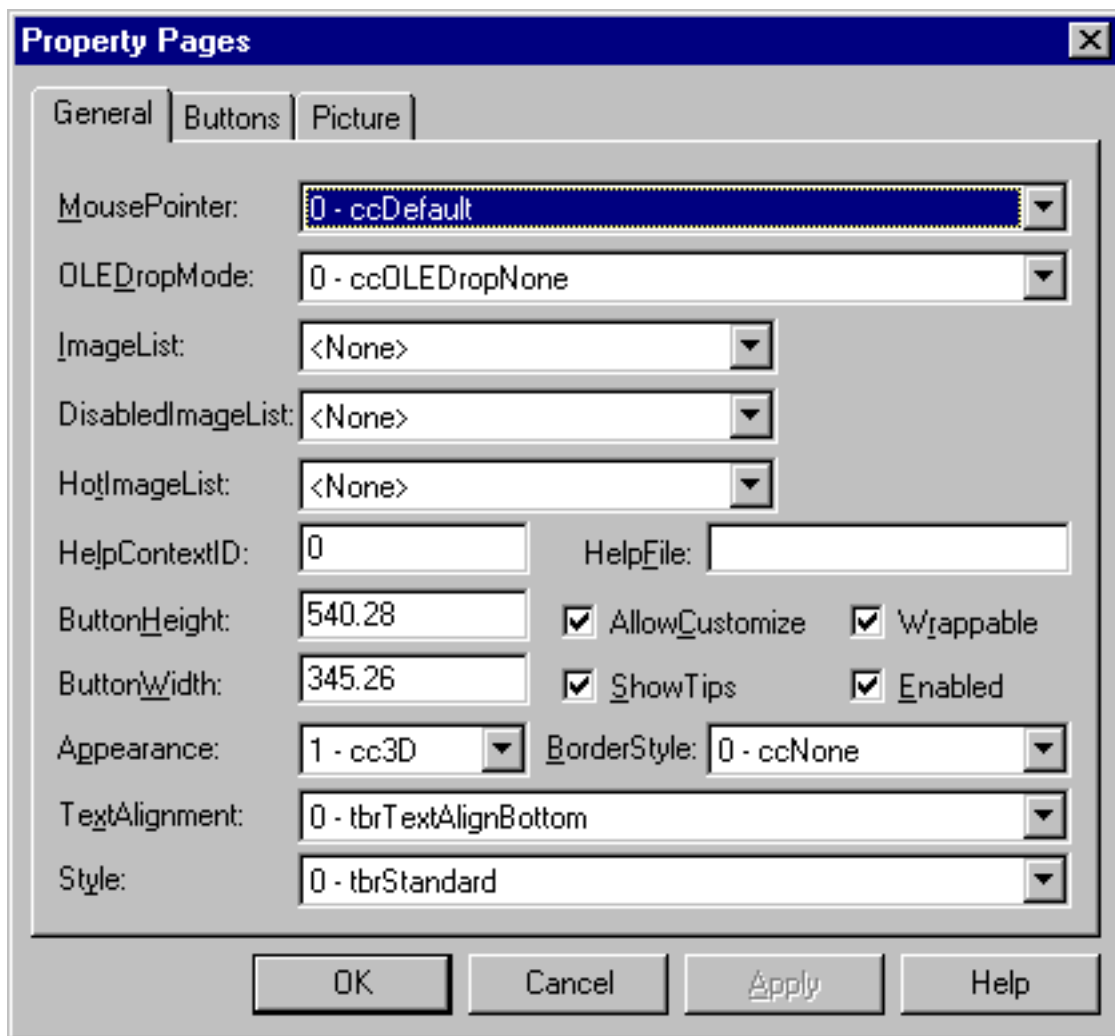 Property Pages
General Buttons Picture
MousePointer: 0 - ccDefault
OLEDropMode: 0 - ccOLEDropNone
ImageList: <None>
DisabledImageList: <None>
HotImageList: <None>
HelpContextID: 0 HelpFile:
ButtonHeight: 540.28 AllowCustomize Wrappable
ButtonWidth: 345.26 ShowTips Enabled
Appearance: 1 - cc3D BorderStyle: 0 - ccNone
TextAlignment: 0 - tbrTextAlignBottom
Style: 0 - tbrStandard
OK Cancel Apply Help